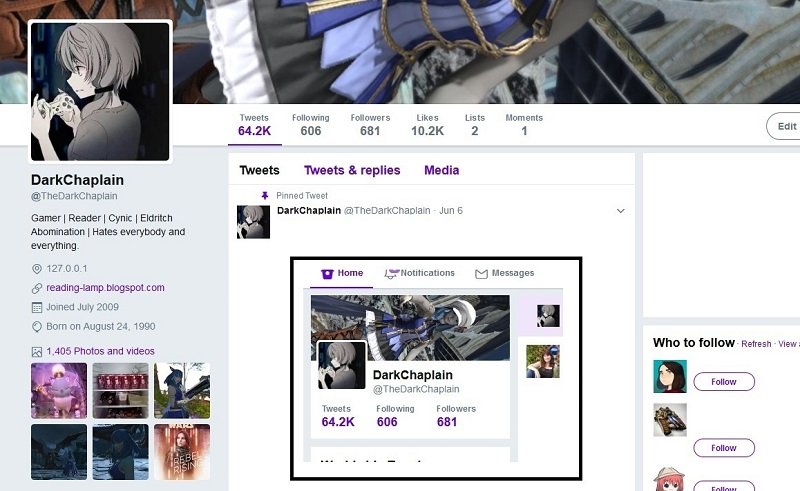 Tweets
64.2K
Following
606
Followers
681
Likes
10.2K
Lists
2
Moments
1
Edit
DarkChaplain
@TheDarkChaplain
Gamer | Reader | Cynic | Eldritch
Abomination | Hates everybody and
everything.
127.0.0.1
reading-lamp.blogspot.com
Joined July 2009
Born on August 24, 1990
1,405 Photos and videos
WARS
REBEL
RISING
Tweets Tweets & replies Media
Pinned Tweet
DarkChaplain @TheDarkChaplain · Jun 6
Home Notifications Messages
DarkChaplain
@TheDarkChaplain
Tweets Following Followers
64.2K 606 681
Who to follow · Refresh · View
Follow
Follow
Follow